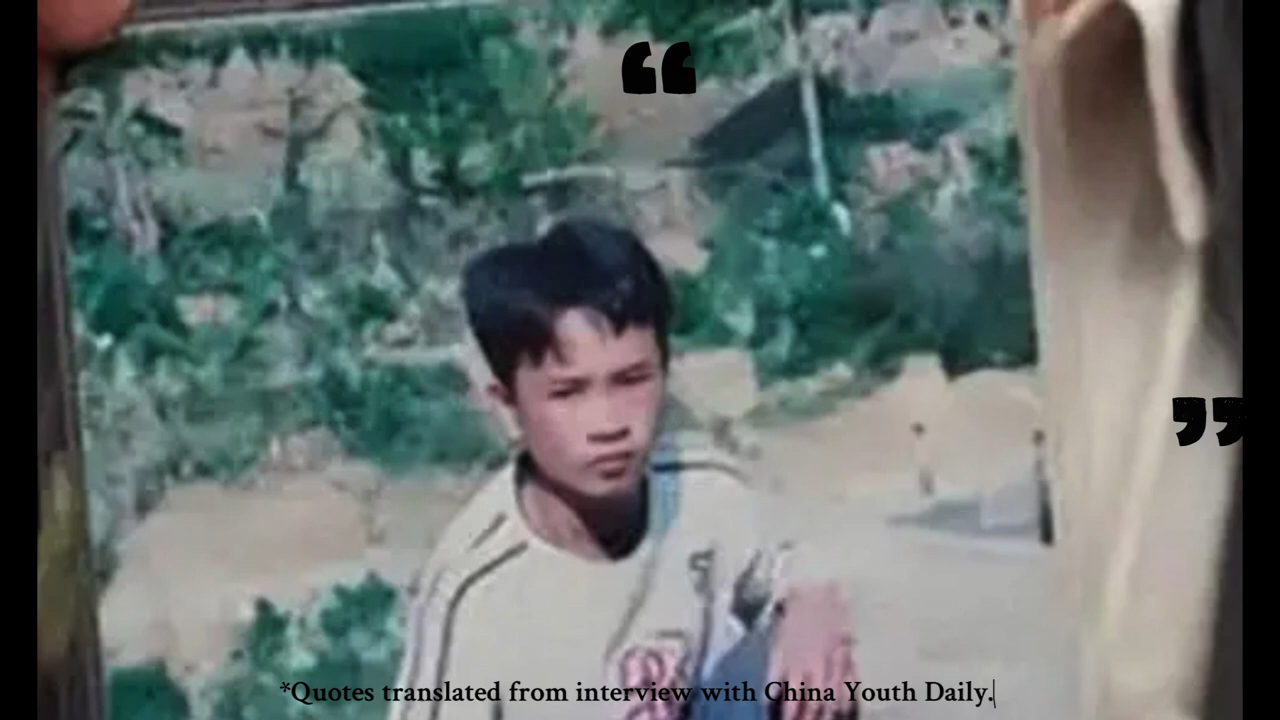 “
”
*Quotes translated from interview with China Youth Daily.